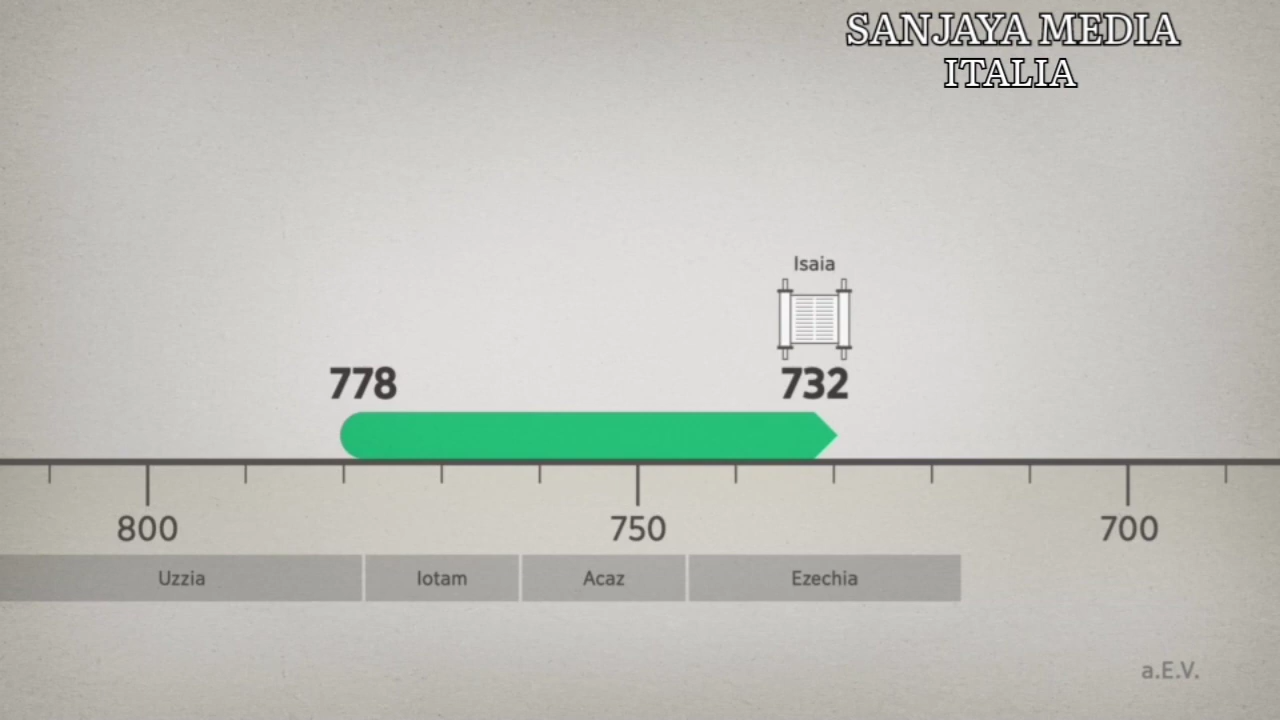 SANJAYA MEDIA
ITALIA
Isaia
778
732
800
750
700
Uzzia
Iotam
Acaz
Ezechia
a.E.V.